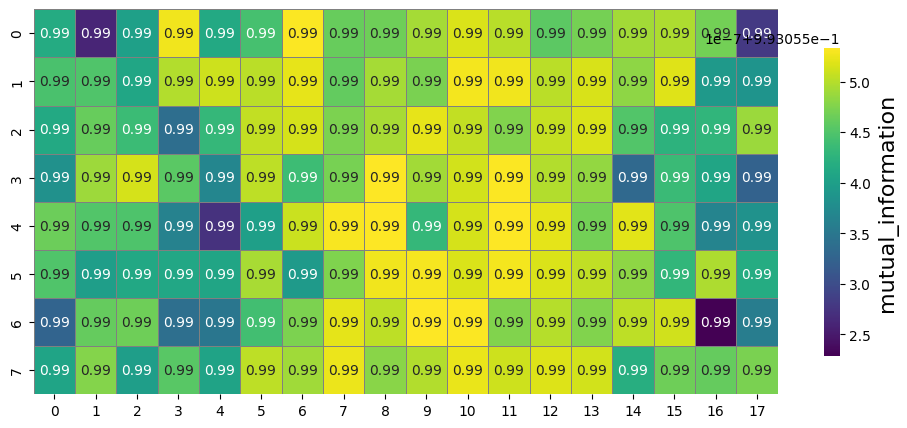 1e−7+9.93055e−1
0 0.99 0.99 0.99 0.99 0.99 0.99 0.99 0.99 0.99 0.99 0.99 0.99 0.99 0.99 0.99 0.99 0.99 0.99
1 0.99 0.99 0.99 0.99 0.99 0.99 0.99 0.99 0.99 0.99 0.99 0.99 0.99 0.99 0.99 0.99 0.99 0.99
2 0.99 0.99 0.99 0.99 0.99 0.99 0.99 0.99 0.99 0.99 0.99 0.99 0.99 0.99 0.99 0.99 0.99 0.99
3 0.99 0.99 0.99 0.99 0.99 0.99 0.99 0.99 0.99 0.99 0.99 0.99 0.99 0.99 0.99 0.99 0.99 0.99
4 0.99 0.99 0.99 0.99 0.99 0.99 0.99 0.99 0.99 0.99 0.99 0.99 0.99 0.99 0.99 0.99 0.99 0.99
5 0.99 0.99 0.99 0.99 0.99 0.99 0.99 0.99 0.99 0.99 0.99 0.99 0.99 0.99 0.99 0.99 0.99 0.99
6 0.99 0.99 0.99 0.99 0.99 0.99 0.99 0.99 0.99 0.99 0.99 0.99 0.99 0.99 0.99 0.99 0.99 0.99
7 0.99 0.99 0.99 0.99 0.99 0.99 0.99 0.99 0.99 0.99 0.99 0.99 0.99 0.99 0.99 0.99 0.99 0.99
0 1 2 3 4 5 6 7 8 9 10 11 12 13 14 15 16 17
5.0
4.5
4.0
3.5
3.0
2.5
mutual_information